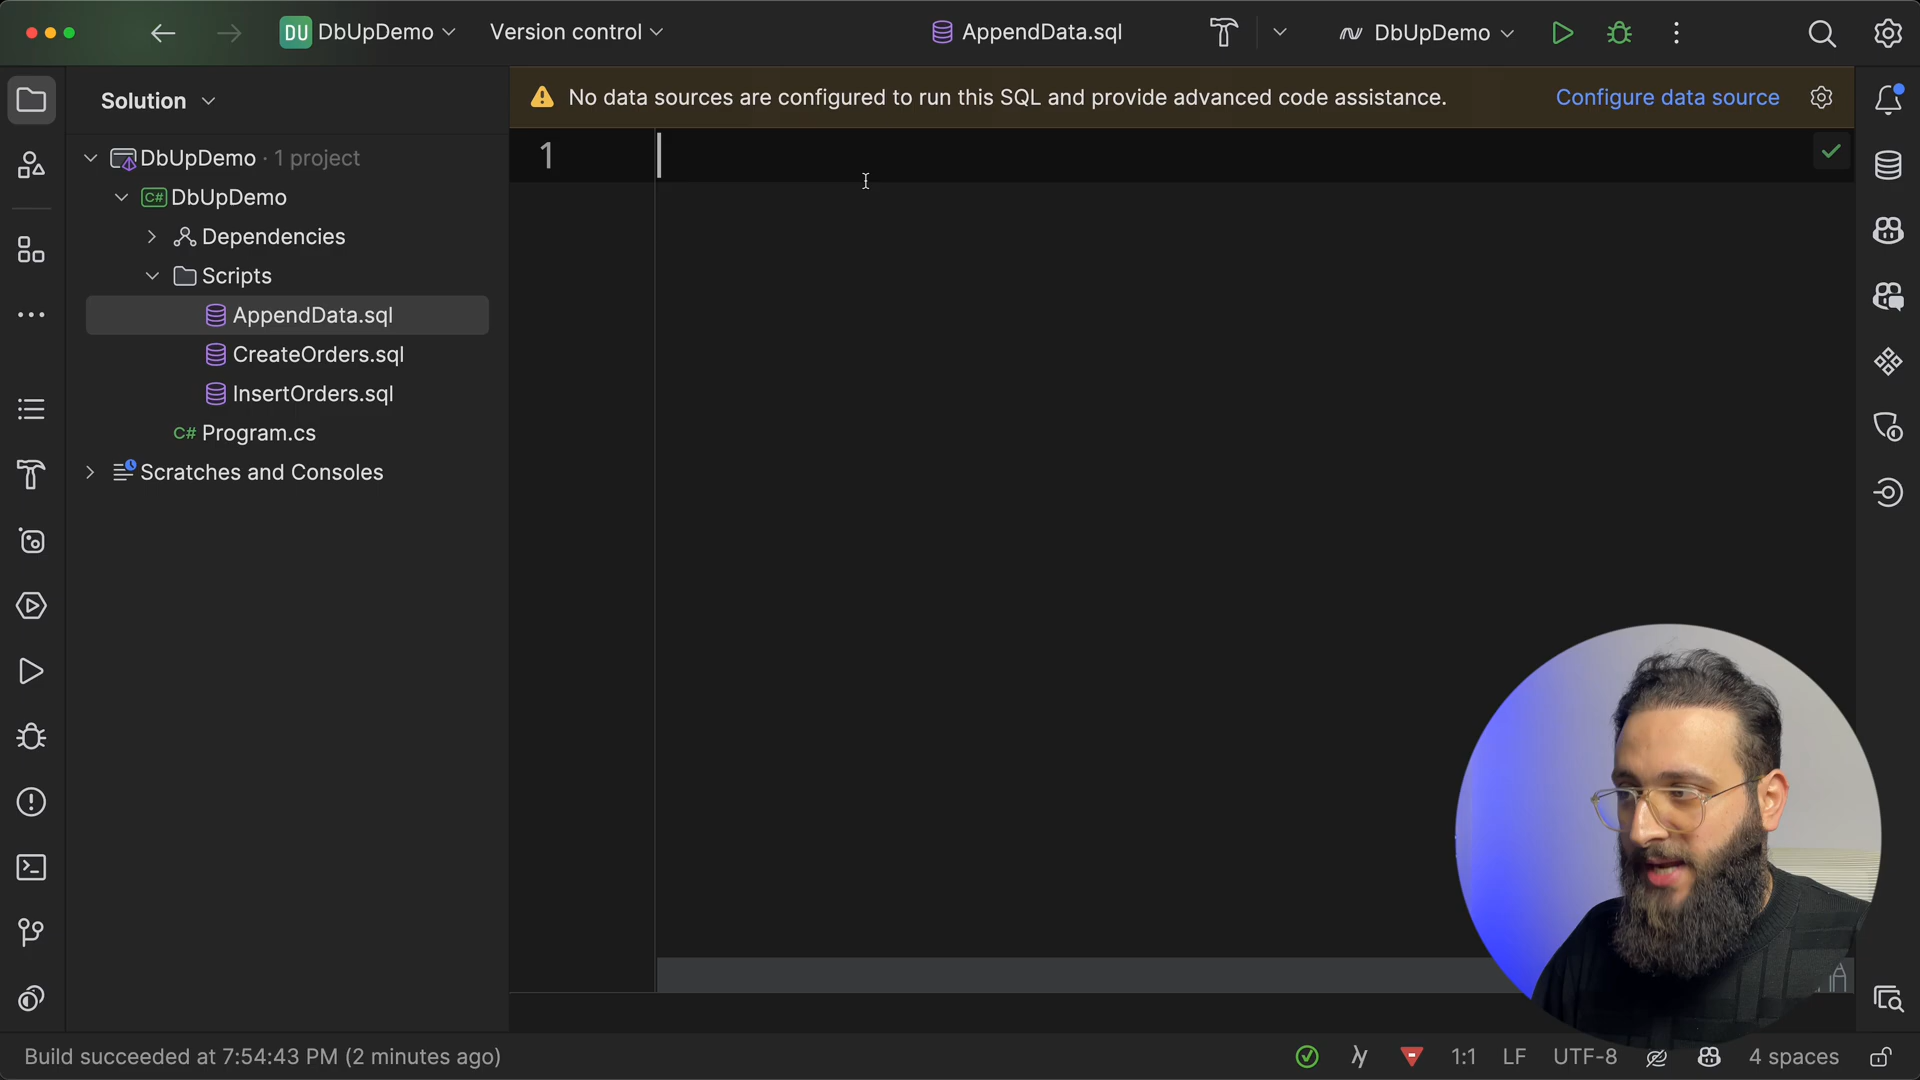 DU DbUpDemo
Version control
AppendData.sql
DbUpDemo
Solution
No data sources are configured to run this SQL and provide advanced code assistance.
Configure data source
1
DbUpDemo · 1 project
C# DbUpDemo
Dependencies
Scripts
AppendData.sql
CreateOrders.sql
InsertOrders.sql
C# Program.cs
Scratches and Consoles
Build succeeded at 7:54:43 PM (2 minutes ago)
1:1
LF
UTF-8
4 spaces